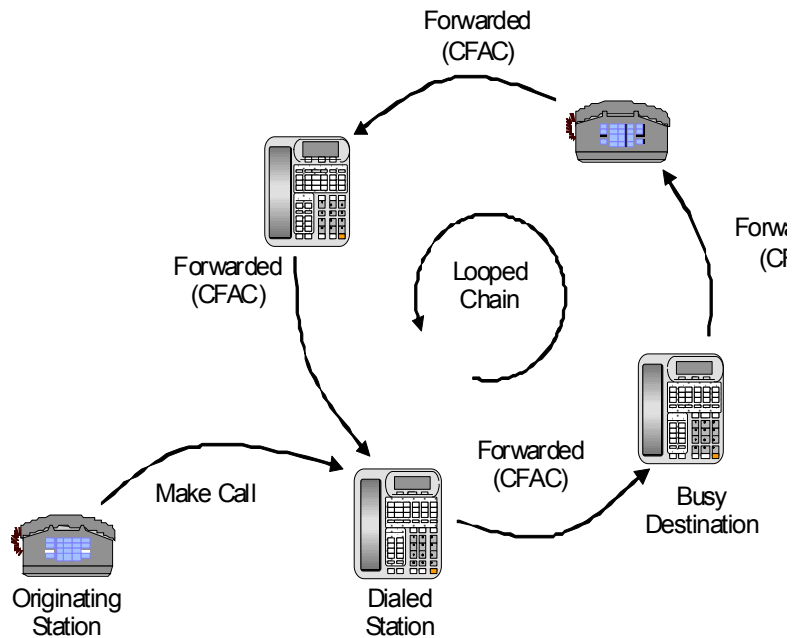 Forwarded
(CFAC)
Forwarded
(CFAC)
Looped
Chain
Make Call
Forwarded
(CFAC)
Busy
Destination
Originating
Station
Dialed
Station